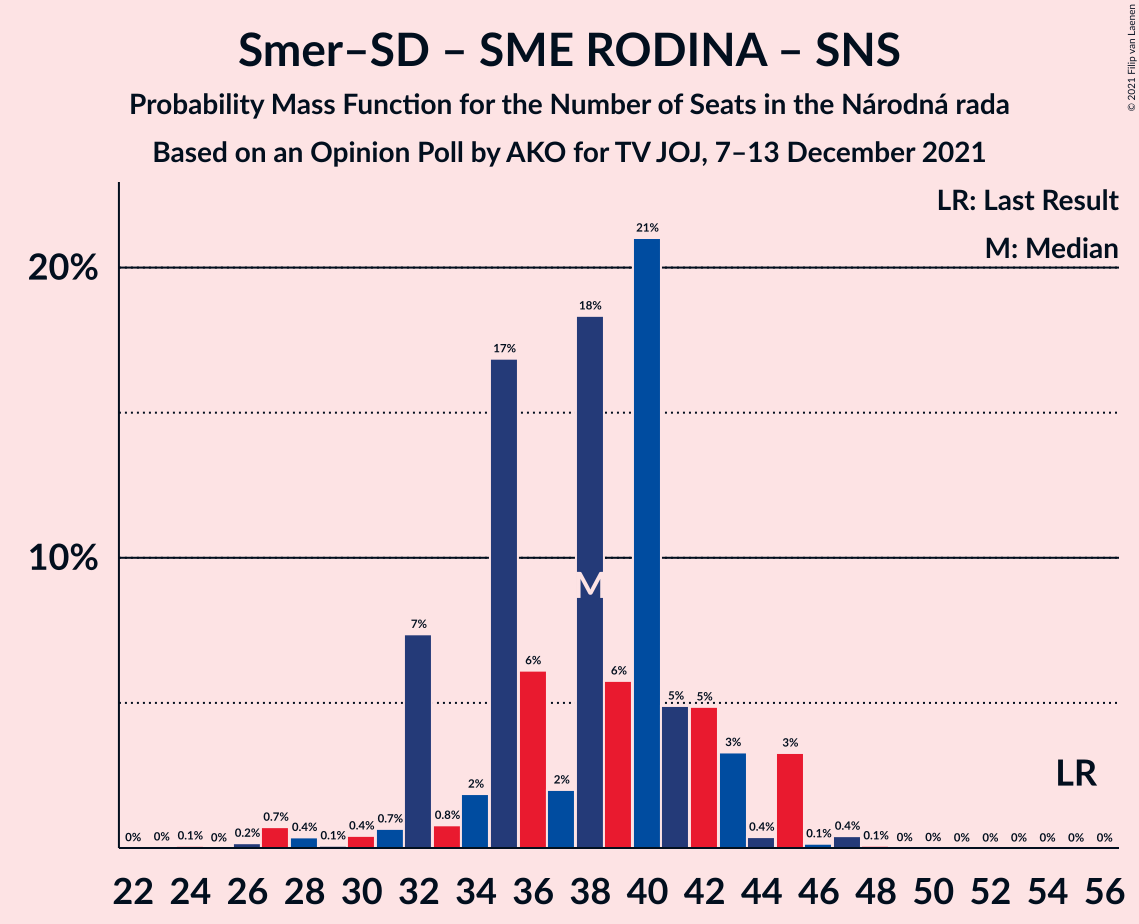 Smer–SD – SME RODINA – SNS
Probability Mass Function for the Number of Seats in the Národná rada
Based on an Opinion Poll by AKO for TV JOJ, 7–13 December 2021
© 2021 Filip van Laenen
LR: Last Result
M: Median
20%
10%
0% 0% 0.1% 0% 0.2% 0.7% 0.4% 0.1% 0.4% 0.7% 7% 0.8% 2% 17% 6% 2% 18% 6% 21% 5% 5% 3% 0.4% 3% 0.1% 0.4% 0.1% 0% 0% 0% 0% 0% 0% 0% 0%
M
LR
22 24 26 28 30 32 34 36 38 40 42 44 46 48 50 52 54 56